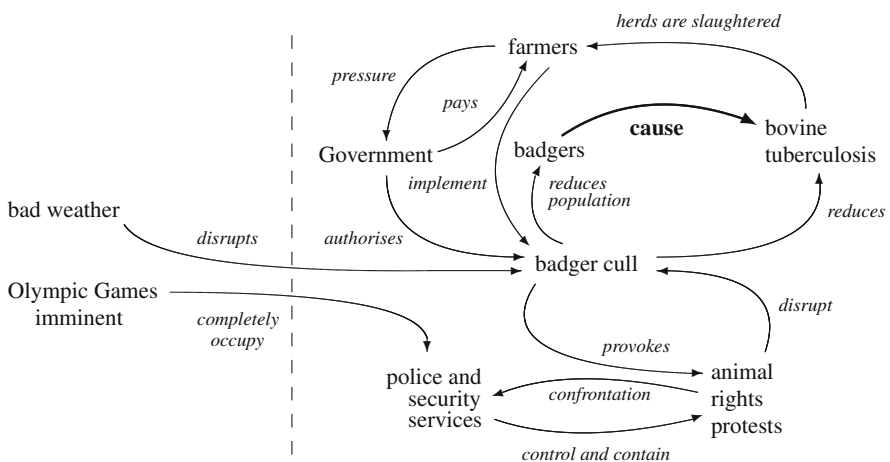 herds are slaughtered
farmers
pressure
pays
cause
bovine
tuberculosis
Government
badgers
implement
reduces
population
bad weather
disrupts
authorises
reduces
badger cull
Olympic Games
imminent
completely
occupy
disrupt
provokes
police and
security
services
confrontation
animal
rights
protests
control and contain